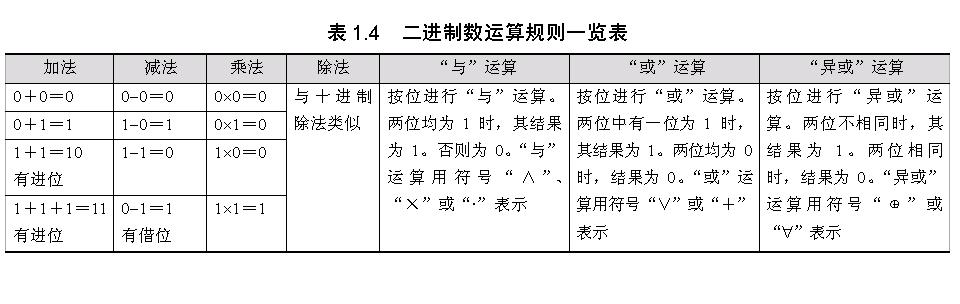 表 1.4 二进制数运算规则一览表
加法 减法 乘法 除法 “与”运算 “或”运算 “异或”运算
0+0=0 0–0=0 0×0=0
0+1=1 1–0=1 0×1=0
1+1=10
有进位
1–1=0 1×0=0
1+1+1=11
有进位
0–1=1
有借位
1×1=1
与十进制
除法类似
按位进行“与”运算。
两位均为 1 时，其结果
为 1。否则为 0。“与”
运算用符号“∧”、
“×”或“·”表示
按位进行“或”运算。
两位中有一位为 1 时，
其结果为 1。两位均为 0
时，结果为 0。“或”运
算用符号“∨”或“+”
表示
按位进行“异或”运
算。两位不相同时，其
结果为 1。两位相同
时，结果为 0。“异或”
运算用符号“⊕”或
“∀”表示